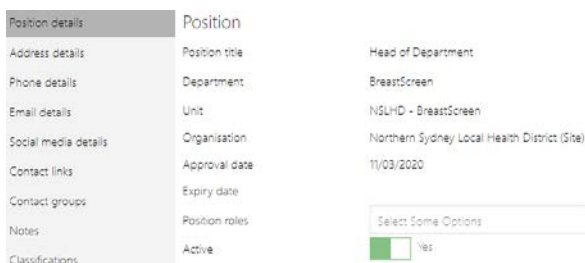 Position details
Address details
Phone details
Email details
Social media details
Contact links
Contact groups
Notes
Classifications
Position
Position title Head of Department
Department BreastScreen
Unit NSLHD - BreastScreen
Organisation Northern Sydney Local Health District (Site)
Approval date 11/03/2020
Expiry date
Position roles Select Some Options
Active Yes